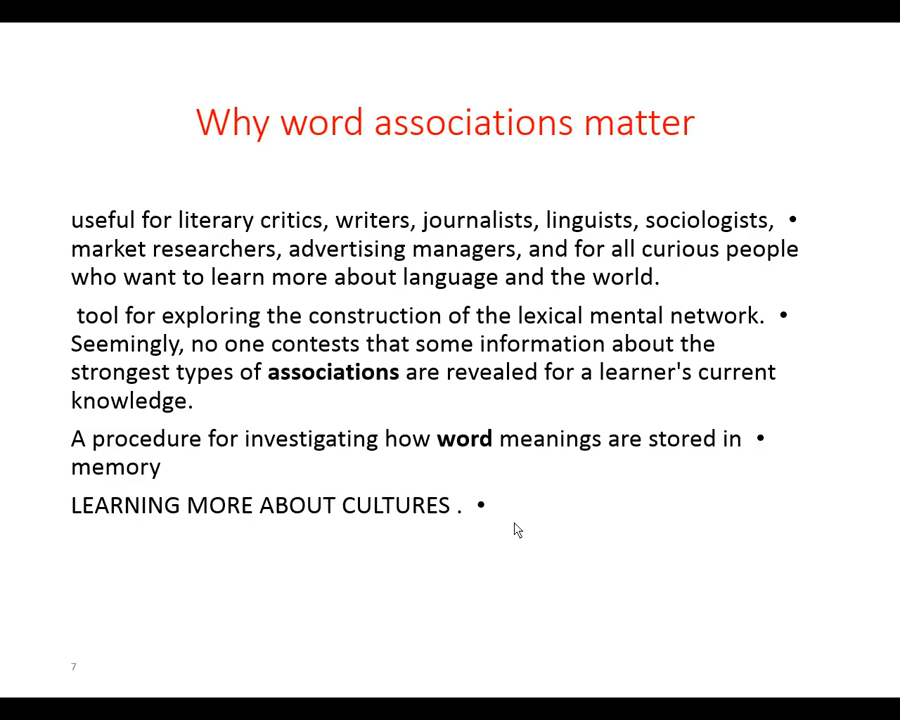 Why word associations matter
useful for literary critics, writers, journalists, linguists, sociologists, •
market researchers, advertising managers, and for all curious people
who want to learn more about language and the world.
tool for exploring the construction of the lexical mental network. •
Seemingly, no one contests that some information about the
strongest types of associations are revealed for a learner's current
knowledge.
A procedure for investigating how word meanings are stored in •
memory
LEARNING MORE ABOUT CULTURES . •
7